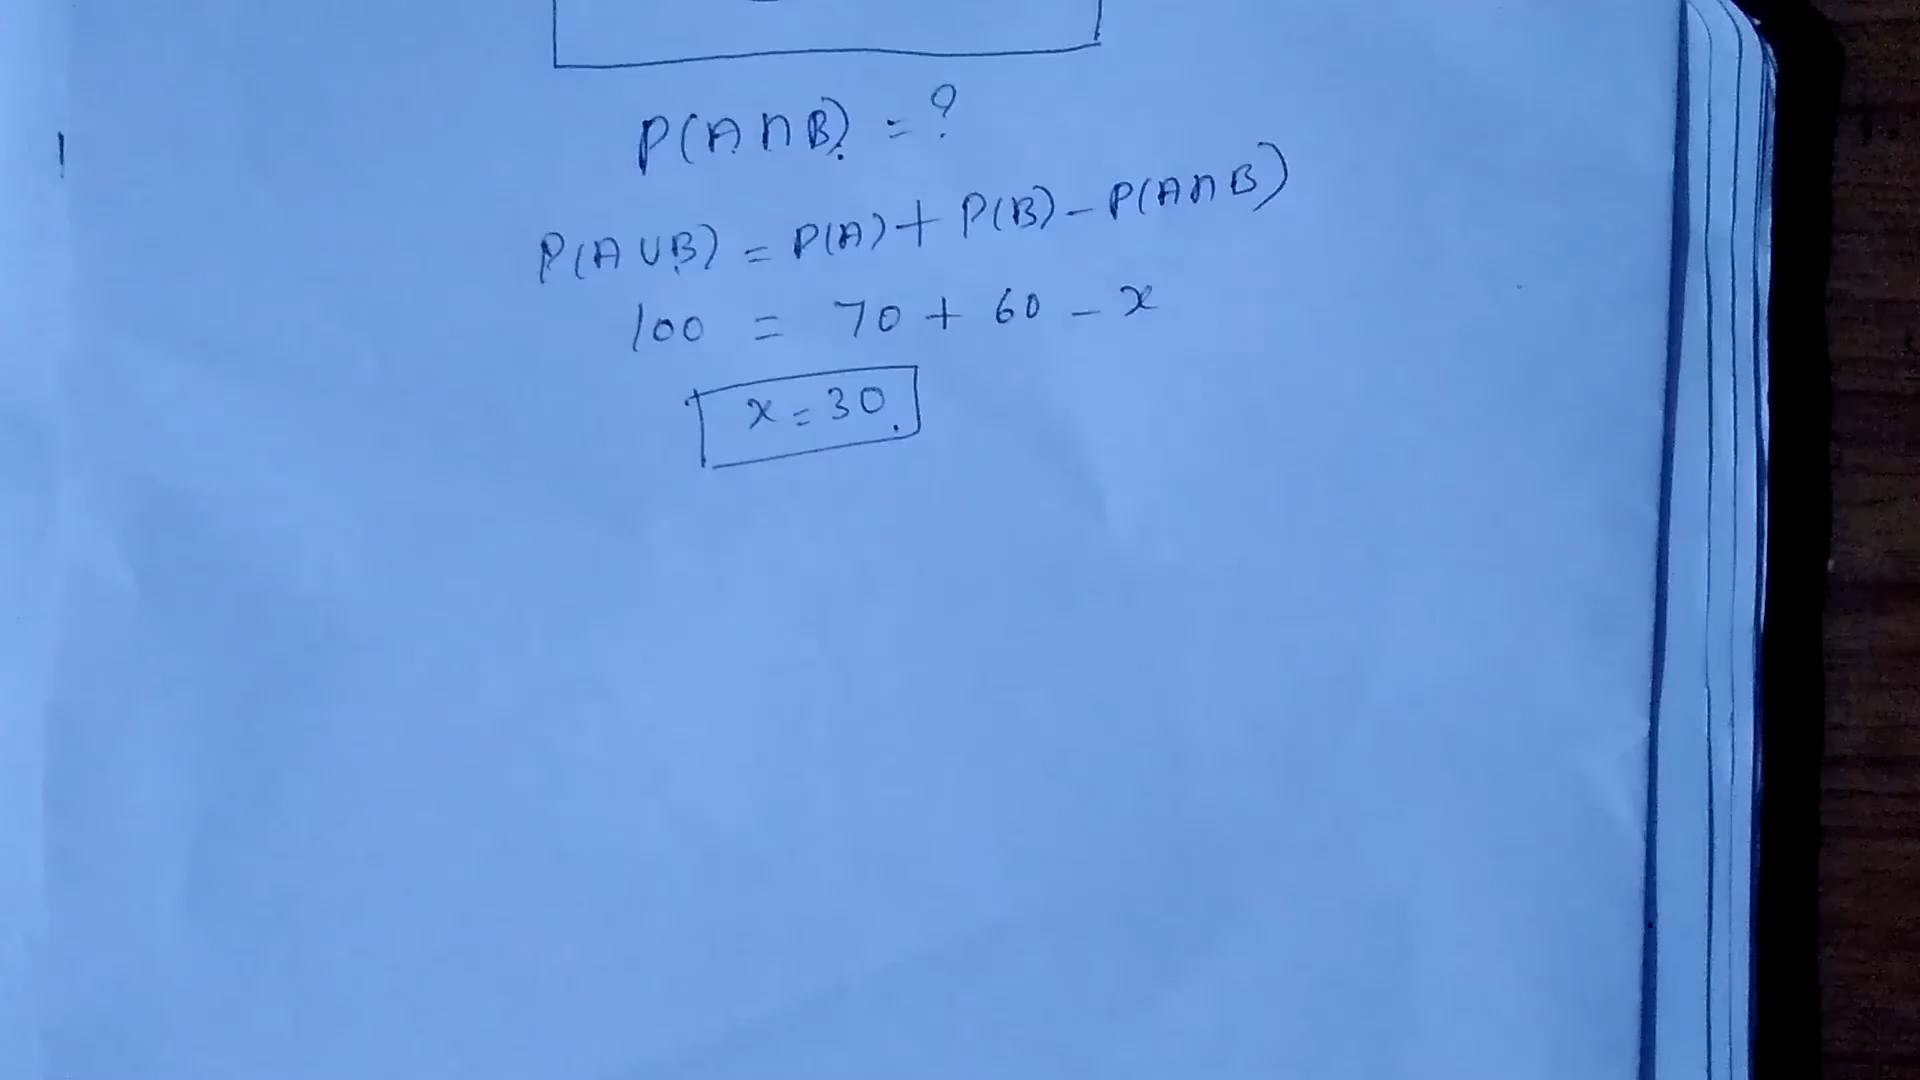 P(A∩B) = ?
P(A∪B) = P(A) + P(B) - P(A∩B)
100 = 70 + 60 - x
x = 30